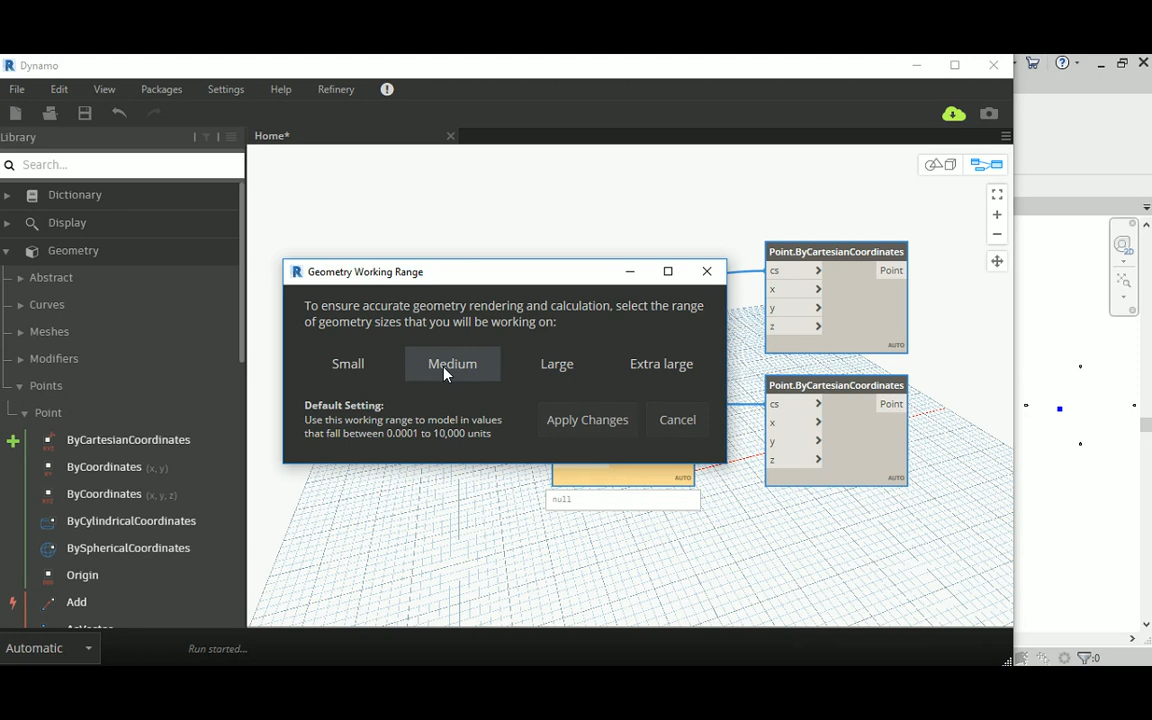 Dynamo
File Edit View Packages Settings Help Refinery
Library
Home*
Search...
Dictionary
Display
Geometry
Abstract
Curves
Meshes
Modifiers
Points
Point
ByCartesianCoordinates
ByCoordinates (x, y)
ByCoordinates (x, y, z)
ByCylindricalCoordinates
BySphericalCoordinates
Origin
Add
Geometry Working Range
To ensure accurate geometry rendering and calculation, select the range
of geometry sizes that you will be working on:
Small Medium Large Extra large
Default Setting:
Use this working range to model in values
that fall between 0.0001 to 10,000 units
Apply Changes Cancel
AUTO
null
Point.ByCartesianCoordinates
cs > Point
x >
y >
z >
AUTO
Point.ByCartesianCoordinates
cs > Point
x >
y >
z >
AUTO
2D
Automatic
Run started...
:0